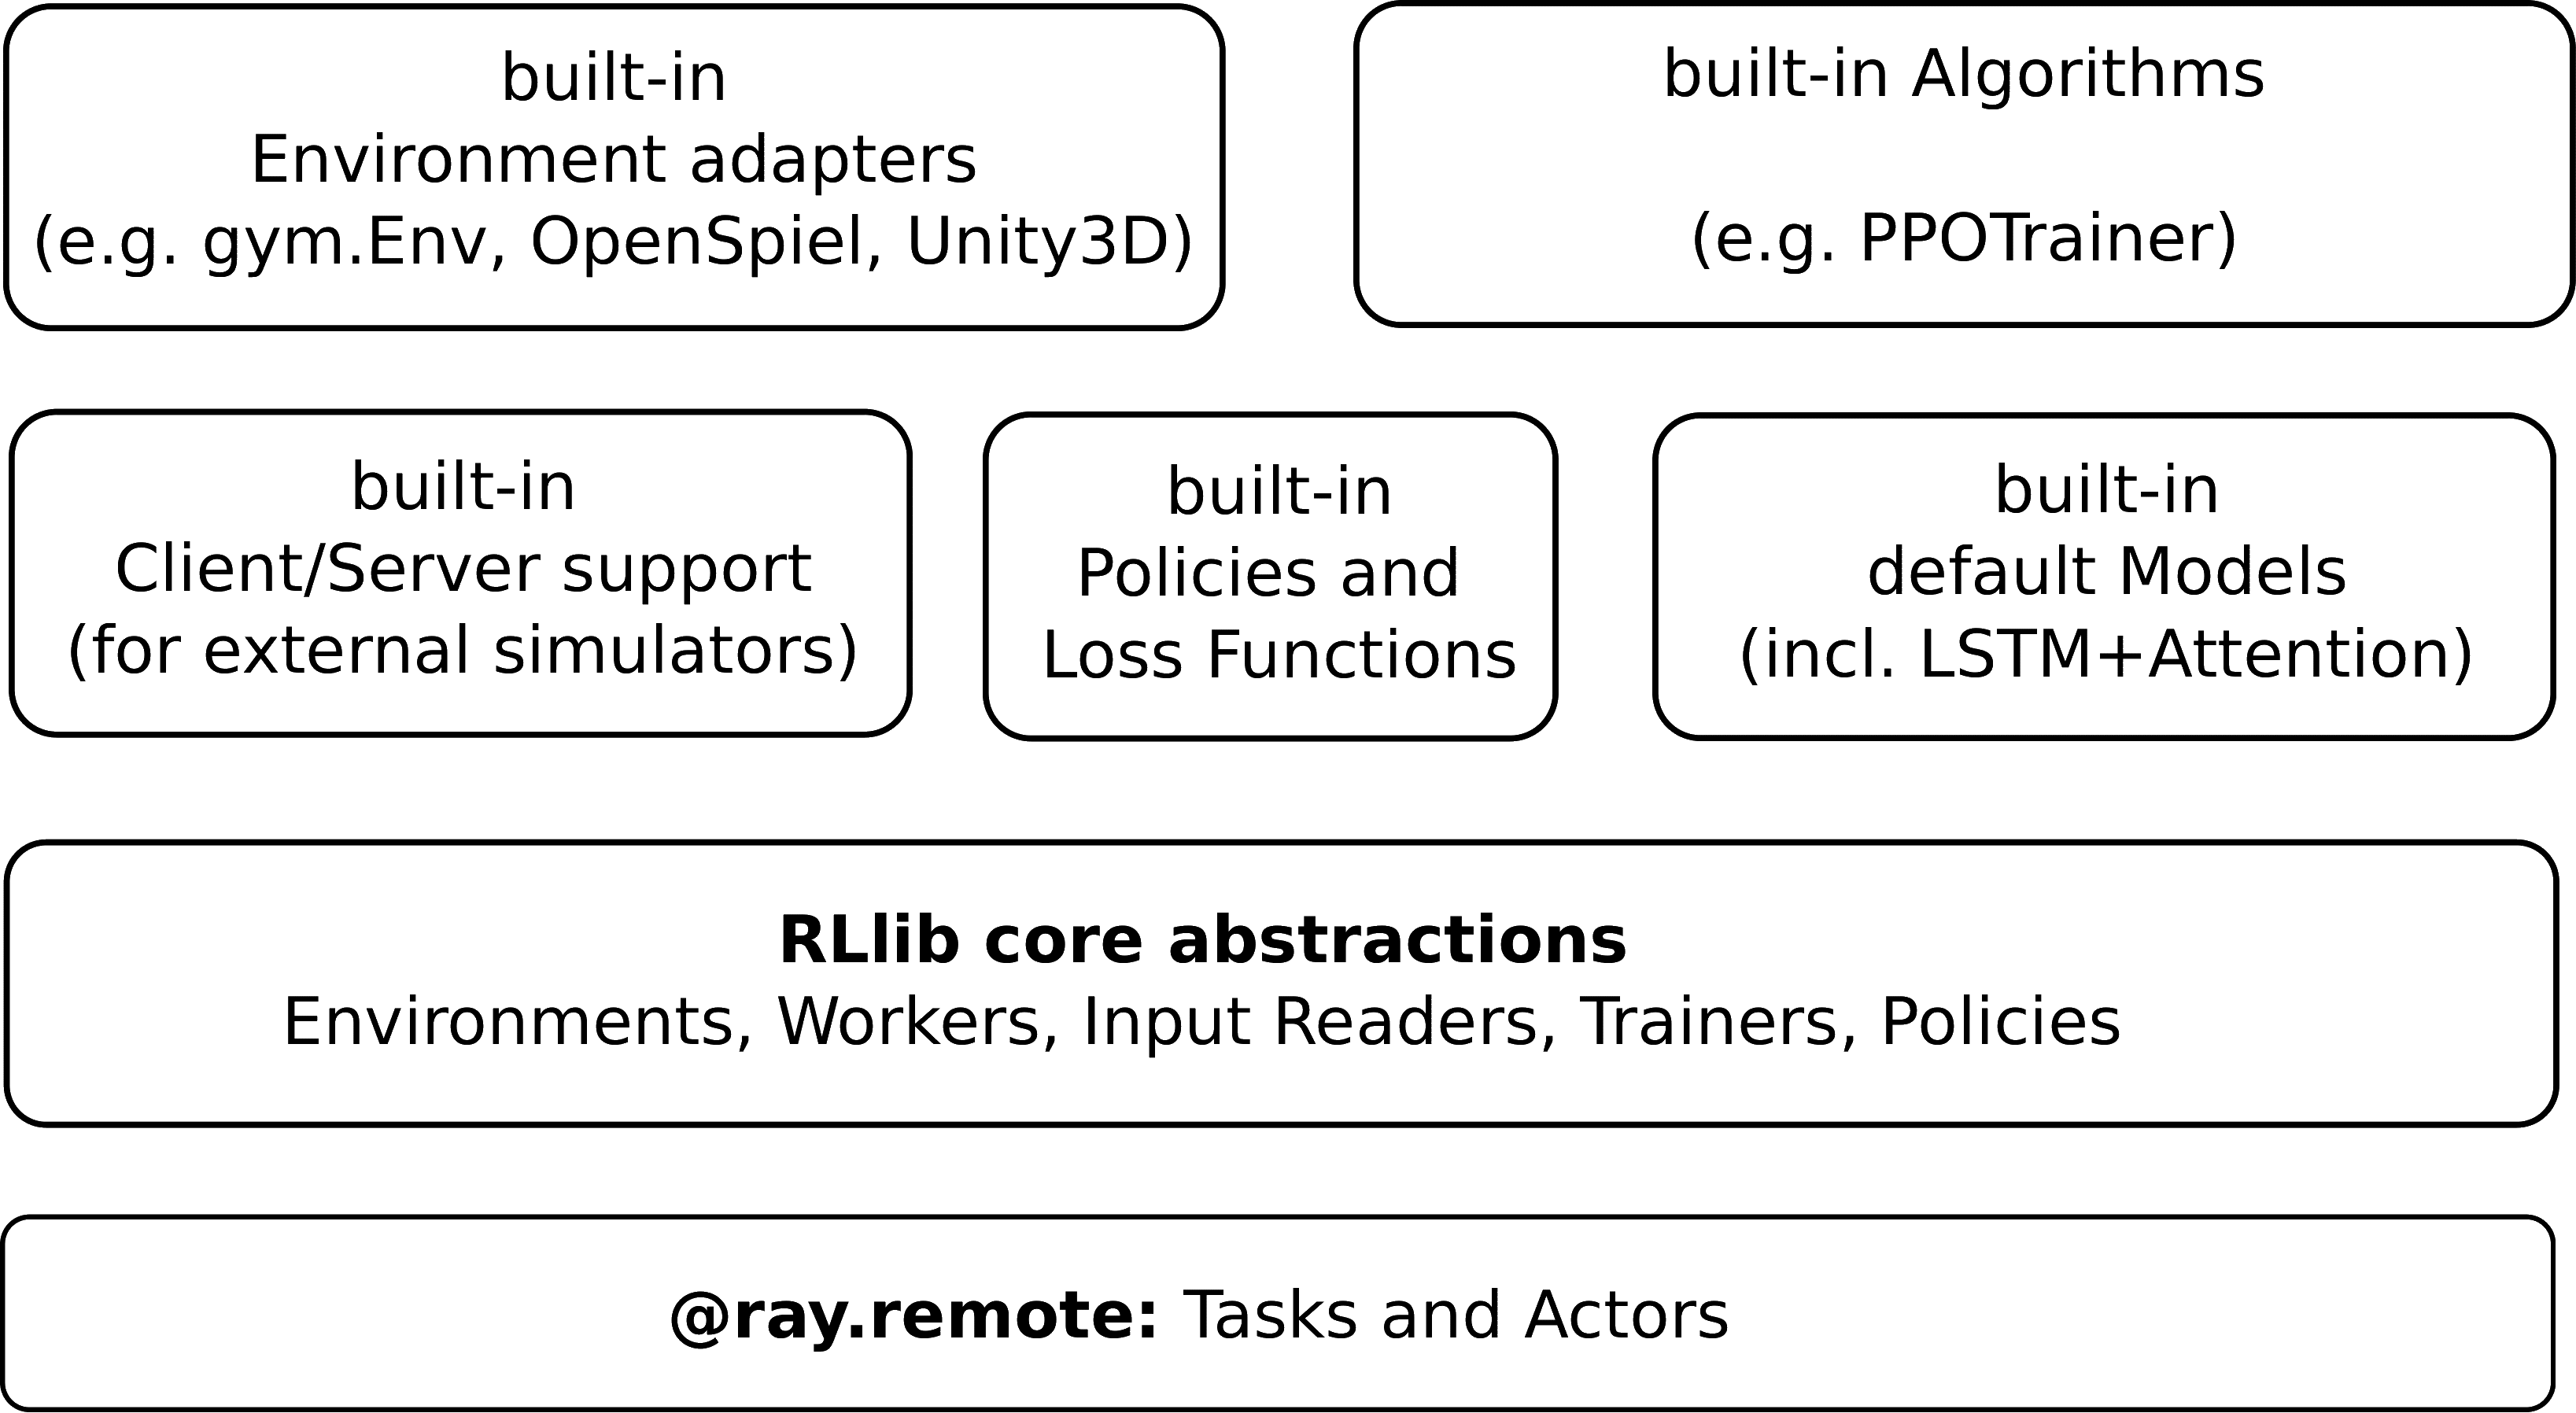 built-in
Environment adapters
(e.g. gym.Env, OpenSpiel, Unity3D)
built-in Algorithms
(e.g. PPOTrainer)
built-in
Client/Server support
(for external simulators)
built-in
Policies and
Loss Functions
built-in
default Models
(incl. LSTM+Attention)
RLlib core abstractions
Environments, Workers, Input Readers, Trainers, Policies
@ray.remote: Tasks and Actors